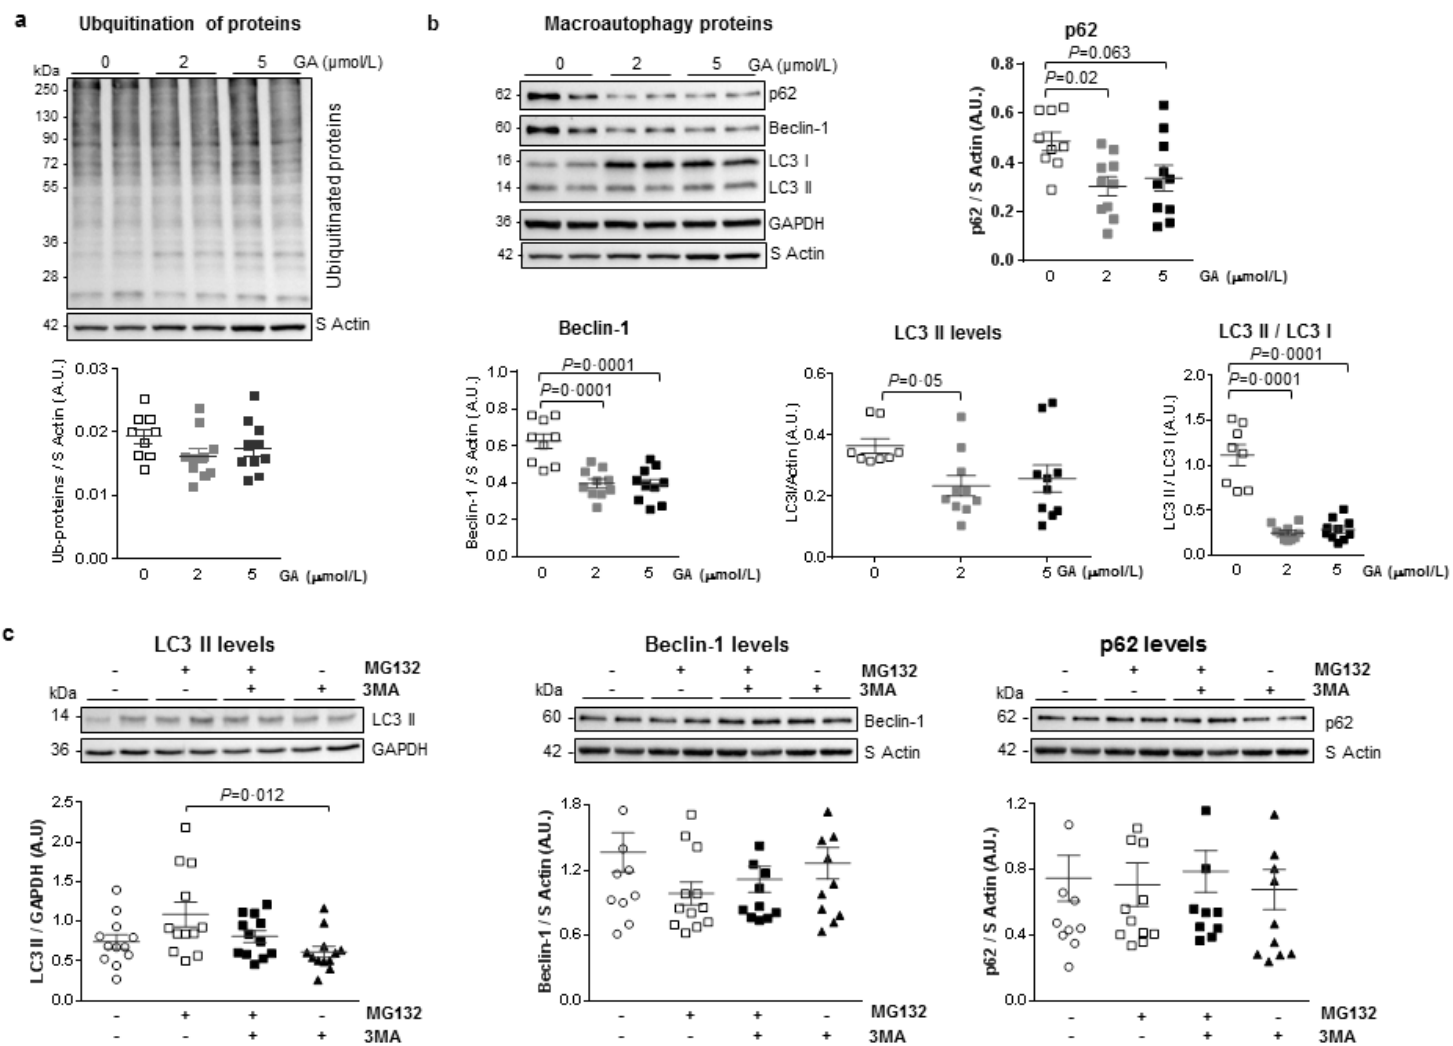 a
Ubquitination of proteins
0 2 5 GA (µmol/L)
kDa
250
130
90
72
55
36
28
Ubiquitinated proteins
42 S Actin
Ub-proteins / S Actin (A.U.)
0.03
0.02
0.01
0.00
0 2 5 GA (µmol/L)
b
Macroautophagy proteins
0 2 5 GA (µmol/L)
62 p62
60 Beclin-1
16 LC3 I
14 LC3 II
36 GAPDH
42 S Actin
p62
P=0.063
P=0.02
p62 / S Actin (A.U.)
0.8
0.6
0.4
0.2
0.0
0 2 5
GA (µmol/L)
Beclin-1
P=0·0001
P=0·0001
Beclin-1 / S Actin (A.U.)
1.0
0.8
0.6
0.4
0.2
0.0
0 2 5 GA (µmol/L)
LC3 II levels
P=0·05
LC3I/Actin (A.U.)
0.6
0.4
0.2
0.0
0 2 5 GA (µmol/L)
LC3 II / LC3 I
P=0·0001
P=0·0001
LC3 II / LC3 I (A.U.)
2.0
1.5
1.0
0.5
0.0
0 2 5 GA (µmol/L)
c
LC3 II levels
- + + - MG132
- - + + 3MA
kDa
14 LC3 II
36 GAPDH
P=0·012
LC3 II / GAPDH (A.U)
2.5
2.0
1.5
1.0
0.5
0.0
- + + - MG132
- - + + 3MA
Beclin-1 levels
- + + - MG132
- - + + 3MA
kDa
60 Beclin-1
42 S Actin
Beclin-1 / S Actin (A.U.)
1.8
1.2
0.6
0.0
- + + - MG132
- - + + 3MA
p62 levels
- + + - MG132
- - + + 3MA
kDa
62 p62
42 S Actin
p62 / S Actin (A.U.)
1.2
0.8
0.4
0.0
- + + - MG132
- - + + 3MA